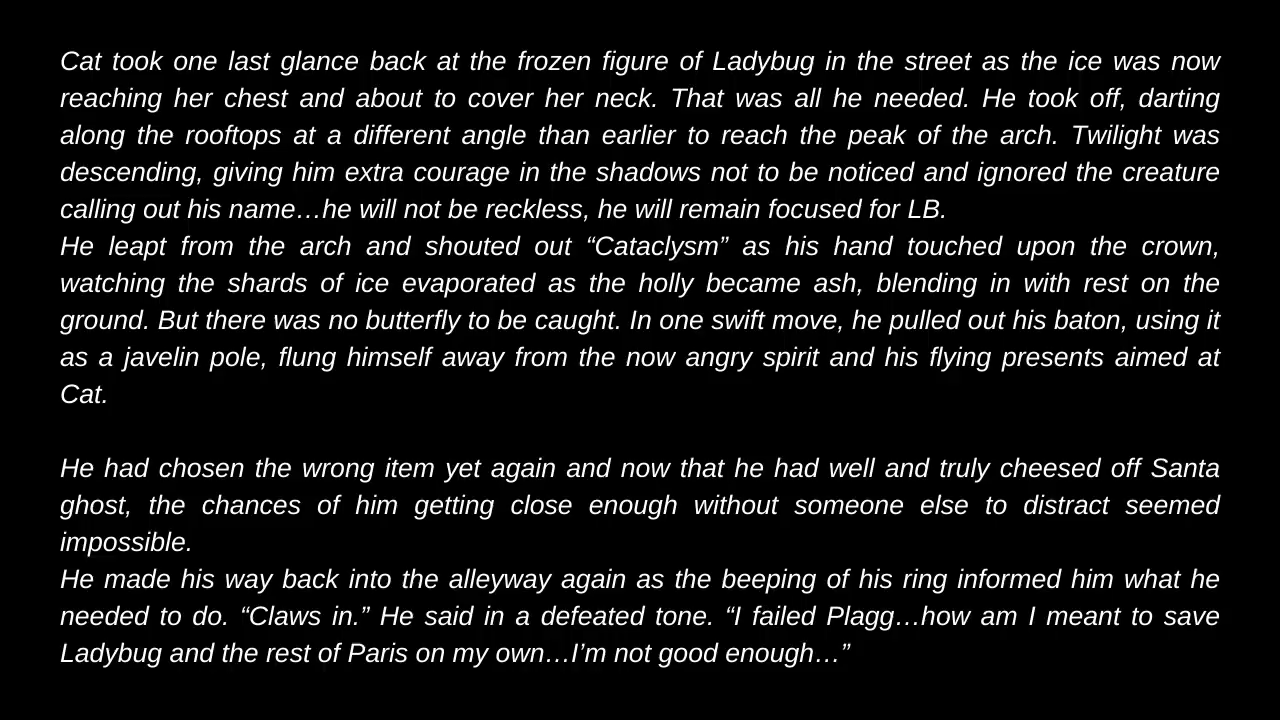 Cat took one last glance back at the frozen figure of Ladybug in the street as the ice was now
reaching her chest and about to cover her neck. That was all he needed. He took off, darting
along the rooftops at a different angle than earlier to reach the peak of the arch. Twilight was
descending, giving him extra courage in the shadows not to be noticed and ignored the creature
calling out his name…he will not be reckless, he will remain focused for LB.
He leapt from the arch and shouted out “Cataclysm” as his hand touched upon the crown,
watching the shards of ice evaporated as the holly became ash, blending in with rest on the
ground. But there was no butterfly to be caught. In one swift move, he pulled out his baton, using it
as a javelin pole, flung himself away from the now angry spirit and his flying presents aimed at
Cat.
He had chosen the wrong item yet again and now that he had well and truly cheesed off Santa
ghost, the chances of him getting close enough without someone else to distract seemed
impossible.
He made his way back into the alleyway again as the beeping of his ring informed him what he
needed to do. “Claws in.” He said in a defeated tone. “I failed Plagg…how am I meant to save
Ladybug and the rest of Paris on my own…I’m not good enough…”